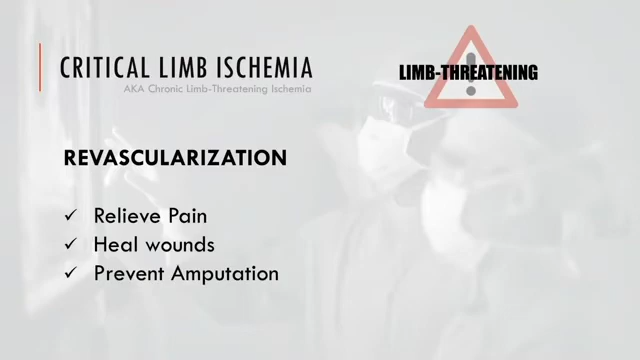 CRITICAL LIMB ISCHEMIA
AKA Chronic Limb-Threatening Ischemia
LIMB-THREATENING
REVASCULARIZATION
✓ Relieve Pain
✓ Heal wounds
✓ Prevent Amputation